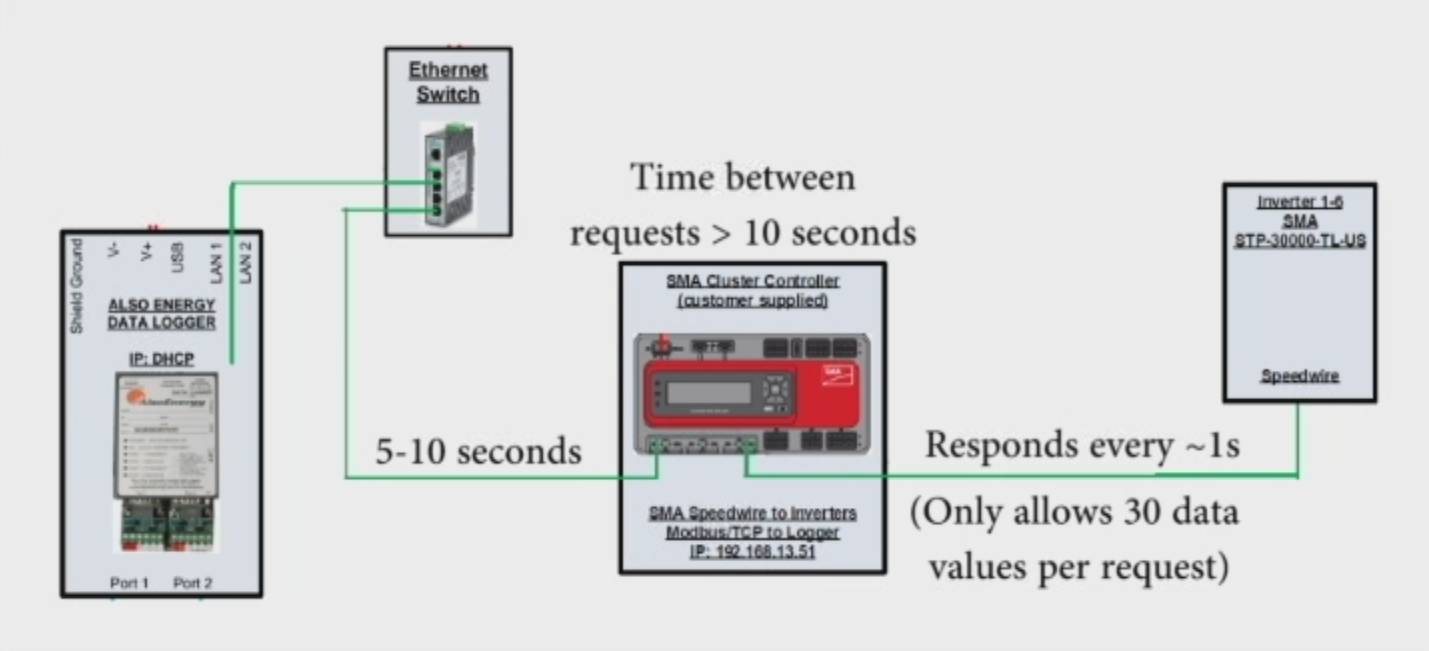 Ethernet
Switch
Time between
requests > 10 seconds
Inverter 1-6
SMA
STP-30000-TL-US
Speedwire
Shield Ground
V-
V+
USB
LAN 1
LAN 2
ALSO ENERGY
DATA LOGGER
IP: DHCP
AlsoEnergy
Port 1
Port 2
SMA Cluster Controller
(customer supplied)
SMA
5-10 seconds
Responds every ~1s
SMA Speedwire to Inverters
Modbus/TCP to Logger
IP: 192.168.13.51
(Only allows 30 data
values per request)